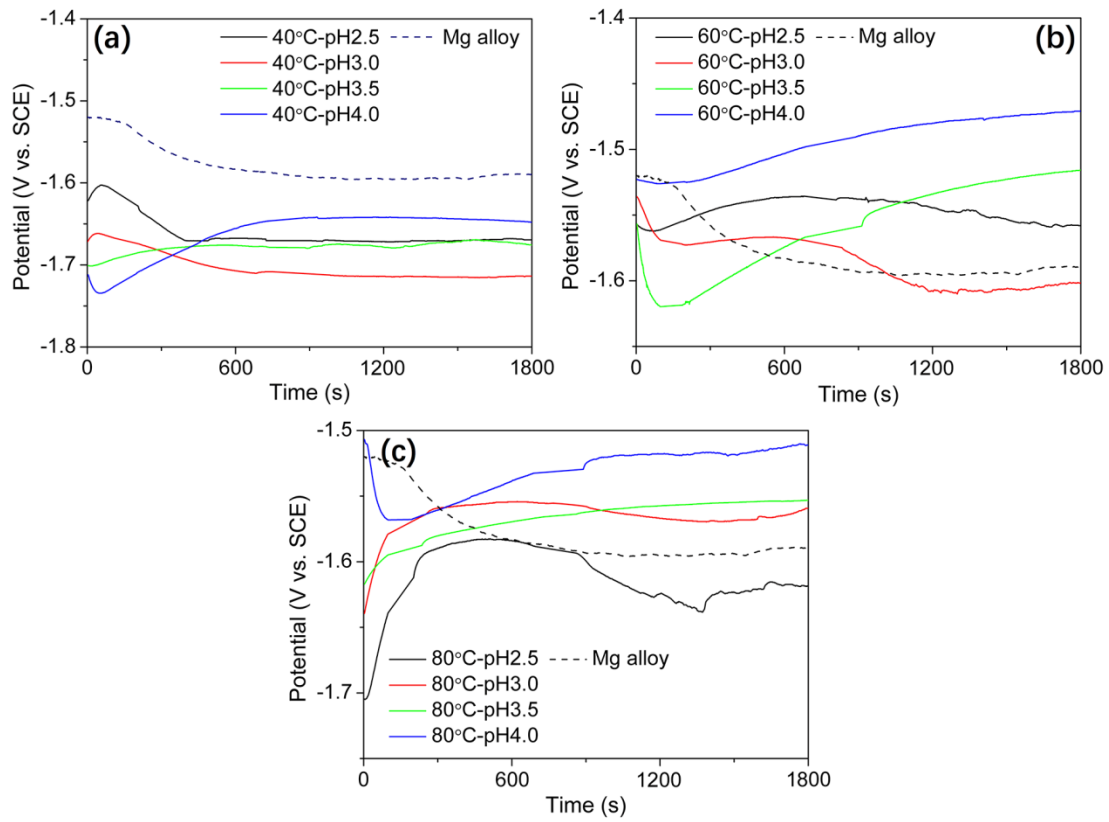 (a)
40°C-pH2.5 Mg alloy
40°C-pH3.0
40°C-pH3.5
40°C-pH4.0
-1.4
-1.5
-1.6
-1.7
-1.8
Potential (V vs. SCE)
0 600 1200 1800
Time (s)
(b)
60°C-pH2.5 Mg alloy
60°C-pH3.0
60°C-pH3.5
60°C-pH4.0
-1.4
-1.5
-1.6
Potential (V vs. SCE)
0 600 1200 1800
Time (s)
(c)
-1.5
-1.6
-1.7
Potential (V vs. SCE)
80°C-pH2.5 Mg alloy
80°C-pH3.0
80°C-pH3.5
80°C-pH4.0
0 600 1200 1800
Time (s)